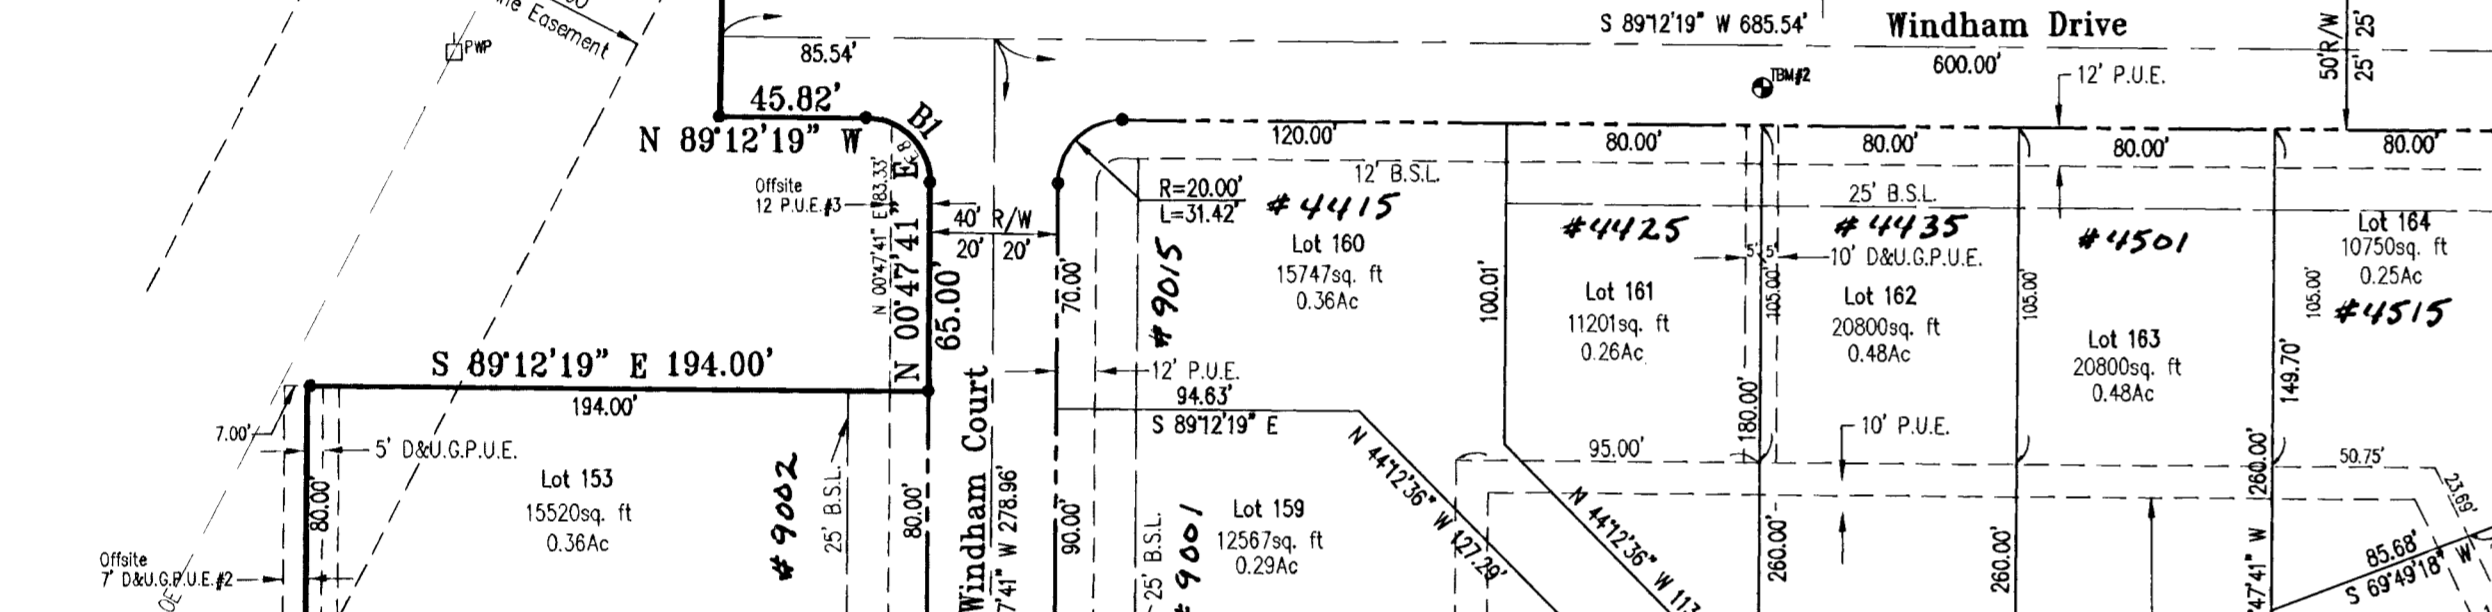 ne Easement
PWP
85.54'
S 89°12'19" W 685.54'
Windham Drive
600.00'
50'R/W
25' 25'
12' P.U.E.
TBM#2
45.82'
N 89°12'19" W
B1
120.00'
80.00'
80.00'
80.00'
80.00'
12' B.S.L.
25' B.S.L.
Offsite
12 P.U.E.#3
N 00°47'41" E 83.33'
N 00°47'41" E
65.00'
40' R/W
20' 20'
R=20.00'
L=31.42'
#4415
Lot 160
15747sq. ft
0.36Ac
#9015
70.00'
100.01'
#4425
Lot 161
11201sq. ft
0.26Ac
5' 5'
10' D&U.G.P.U.E.
105.00'
180.00'
#4435
Lot 162
20800sq. ft
0.48Ac
105.00'
#4501
Lot 163
20800sq. ft
0.48Ac
Lot 164
10750sq. ft
0.25Ac
#4515
105.00'
149.70'
S 89°12'19" E 194.00'
194.00'
7.00'
5' D&U.G.P.U.E.
80.00'
Lot 153
15520sq. ft
0.36Ac
#9002
25' B.S.L.
80.00'
Offsite
7' D&U.G.P.U.E.#2
Windham Court
7'41" W 278.96'
12' P.U.E.
94.63'
S 89°12'19" E
90.00'
25' B.S.L.
#9001
Lot 159
12567sq. ft
0.29Ac
N 44°12'36" W 127.29'
N 44°12'36" W 113
95.00'
10' P.U.E.
260.00'
260.00'
260.00'
47'41" W
50.75'
23.69'
85.68'
S 69°49'18" W